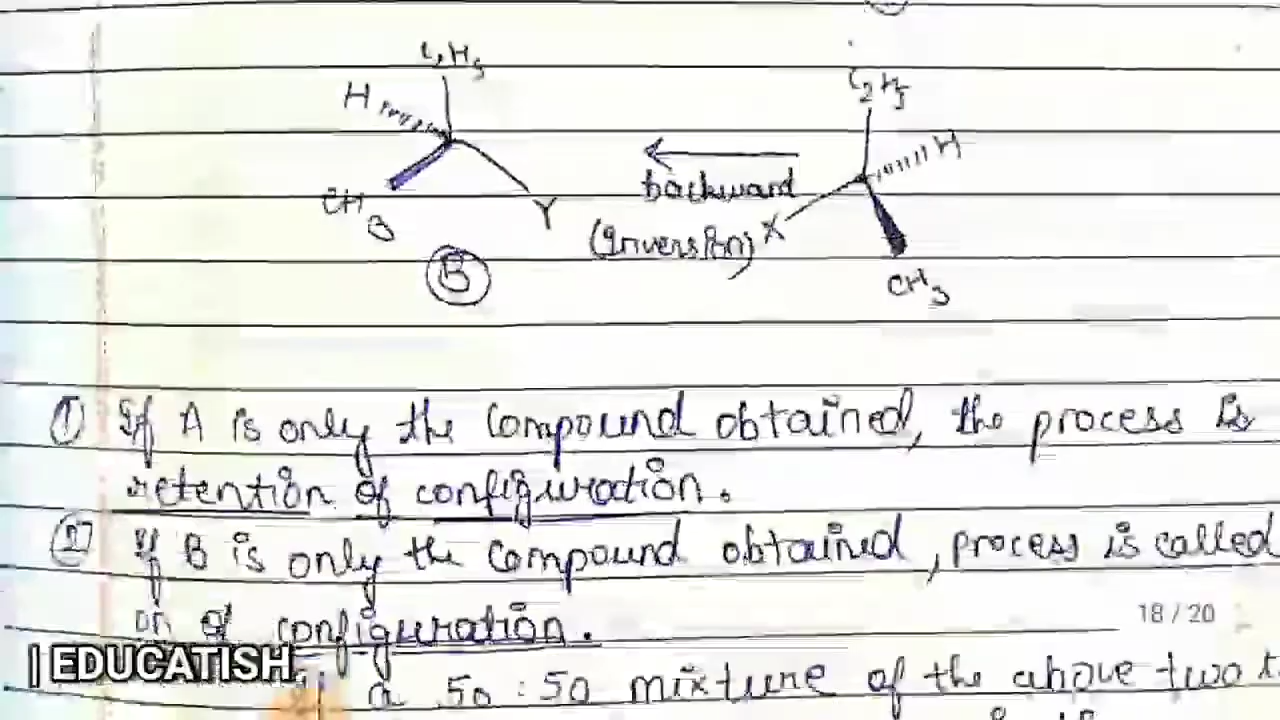 C2H5
C2H5
H
H
CH3
Y
backward
(Inversion)
X
CH3
B
① If A is only the compound obtained, the process is
retention of configuration.
② If B is only the compound obtained, process is called
on of configuration.
18 / 20
| EDUCATISH
a 50:50 mixture of the above two